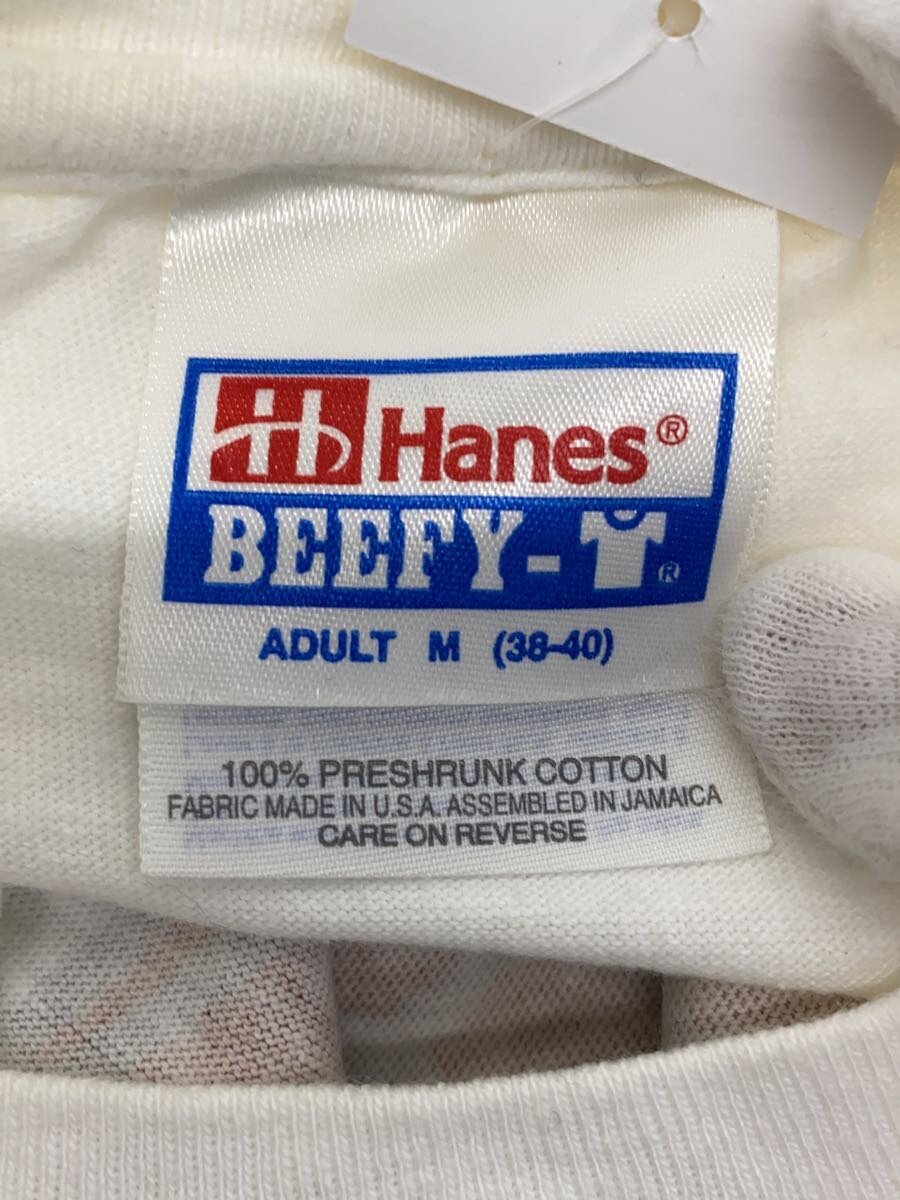 Hanes®
BEEFY-T®
ADULT M (38-40)
100% PRESHRUNK COTTON
FABRIC MADE IN U.S.A. ASSEMBLED IN JAMAICA
CARE ON REVERSE